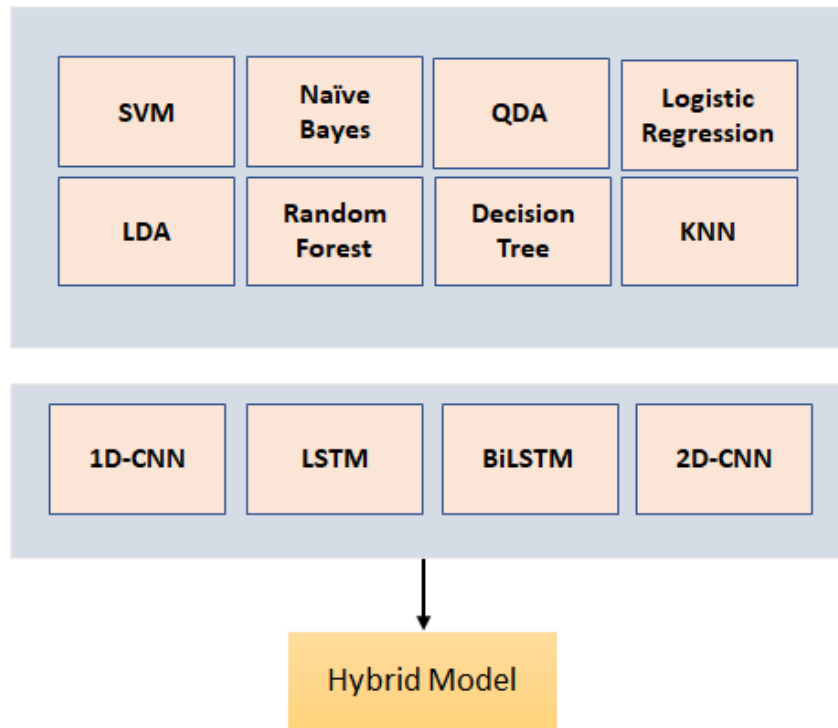 SVM
Naïve
Bayes
QDA
Logistic
Regression
LDA
Random
Forest
Decision
Tree
KNN
1D-CNN
LSTM
BiLSTM
2D-CNN
Hybrid Model